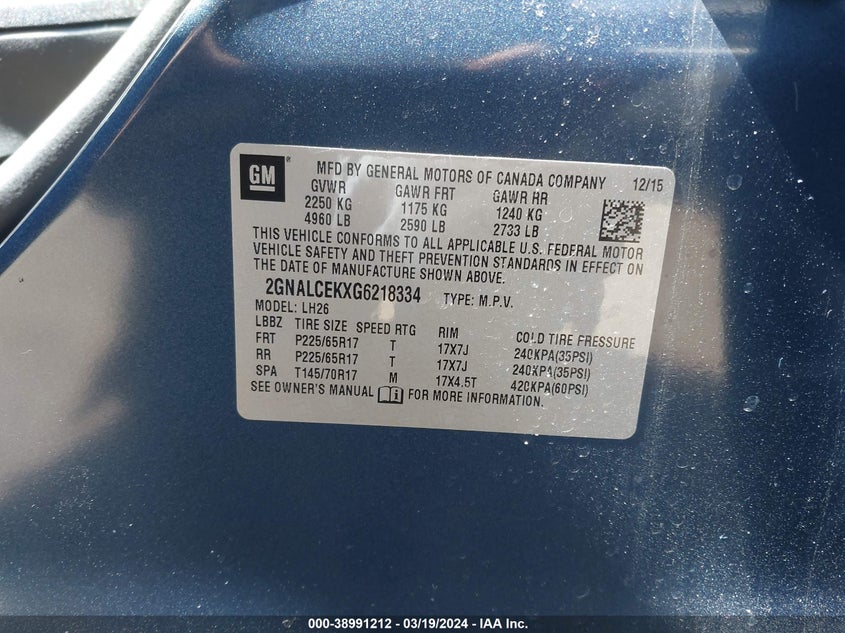 GM ® MFD BY GENERAL MOTORS OF CANADA COMPANY 12/15
GVWR GAWR FRT GAWR RR
2250 KG 1175 KG 1240 KG
4960 LB 2590 LB 2733 LB
THIS VEHICLE CONFORMS TO ALL APPLICABLE U.S. FEDERAL MOTOR
VEHICLE SAFETY AND THEFT PREVENTION STANDARDS IN EFFECT ON
THE DATE OF MANUFACTURE SHOWN ABOVE.
2GNALCEKXG6218334 TYPE: M.P.V.
MODEL: LH26
LBBZ TIRE SIZE SPEED RTG RIM COLD TIRE PRESSURE
FRT P225/65R17 T 17X7J 240KPA(35PSI)
RR P225/65R17 T 17X7J 240KPA(35PSI)
SPA T145/70R17 M 17X4.5T 420KPA(60PSI)
SEE OWNER'S MANUAL FOR MORE INFORMATION.
000-38991212 - 03/19/2024 - IAA Inc.